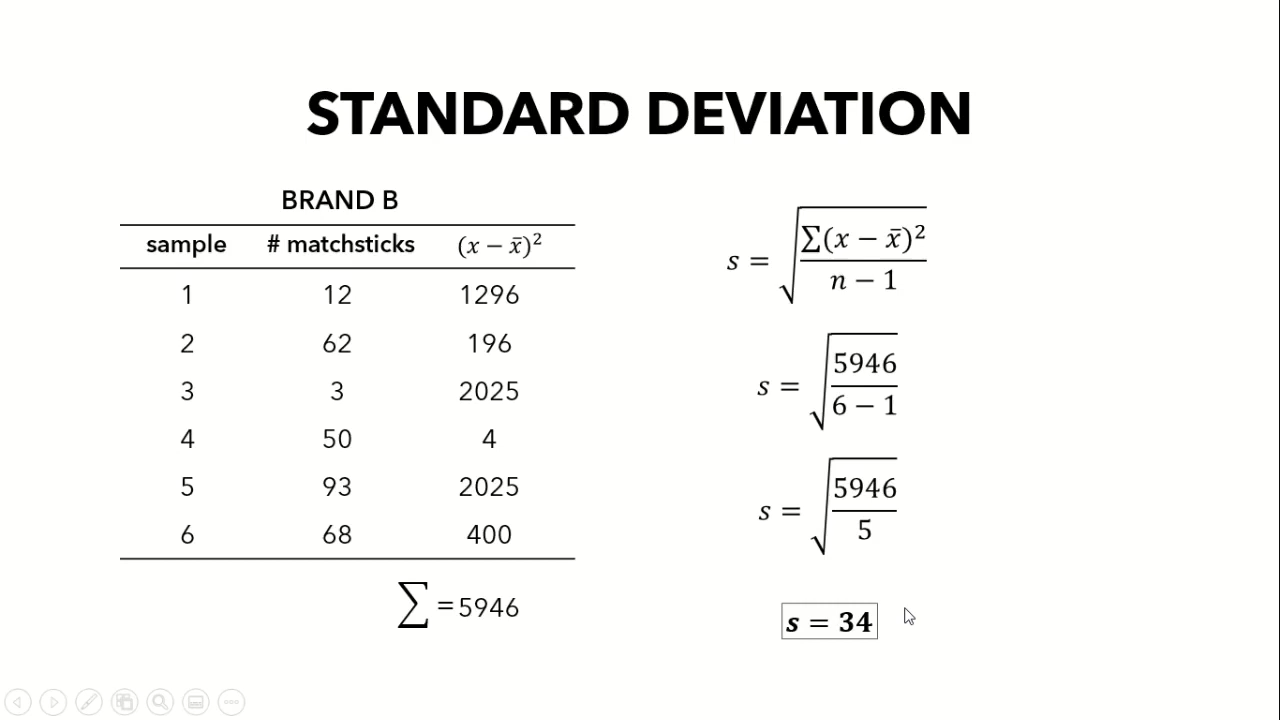 STANDARD DEVIATION
BRAND B
sample # matchsticks (x − x̄)²
1 12 1296
2 62 196
3 3 2025
4 50 4
5 93 2025
6 68 400
∑ = 5946
s = √(∑(x − x̄)² / (n − 1))
s = √(5946 / (6 − 1))
s = √(5946 / 5)
s = 34